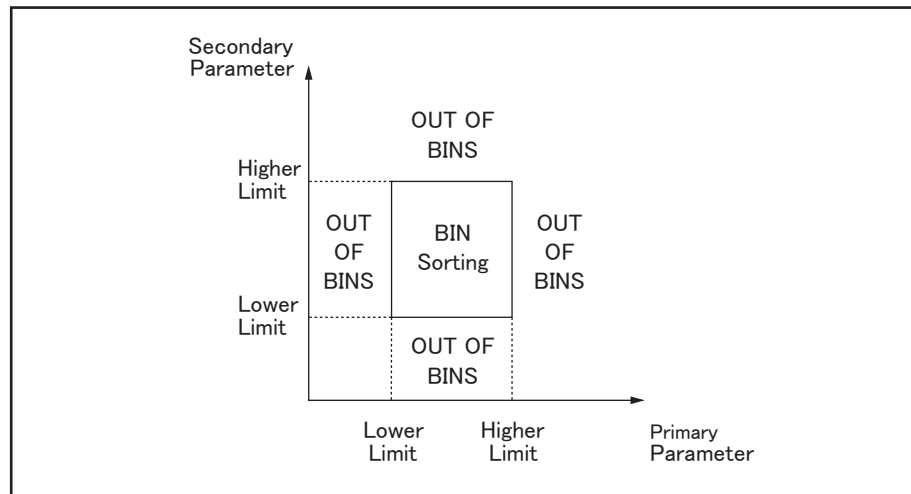 Secondary
Parameter
OUT OF
BINS
Higher
Limit
OUT
OF
BINS
BIN
Sorting
OUT
OF
BINS
Lower
Limit
OUT OF
BINS
Lower
Limit
Higher
Limit
Primary
Parameter